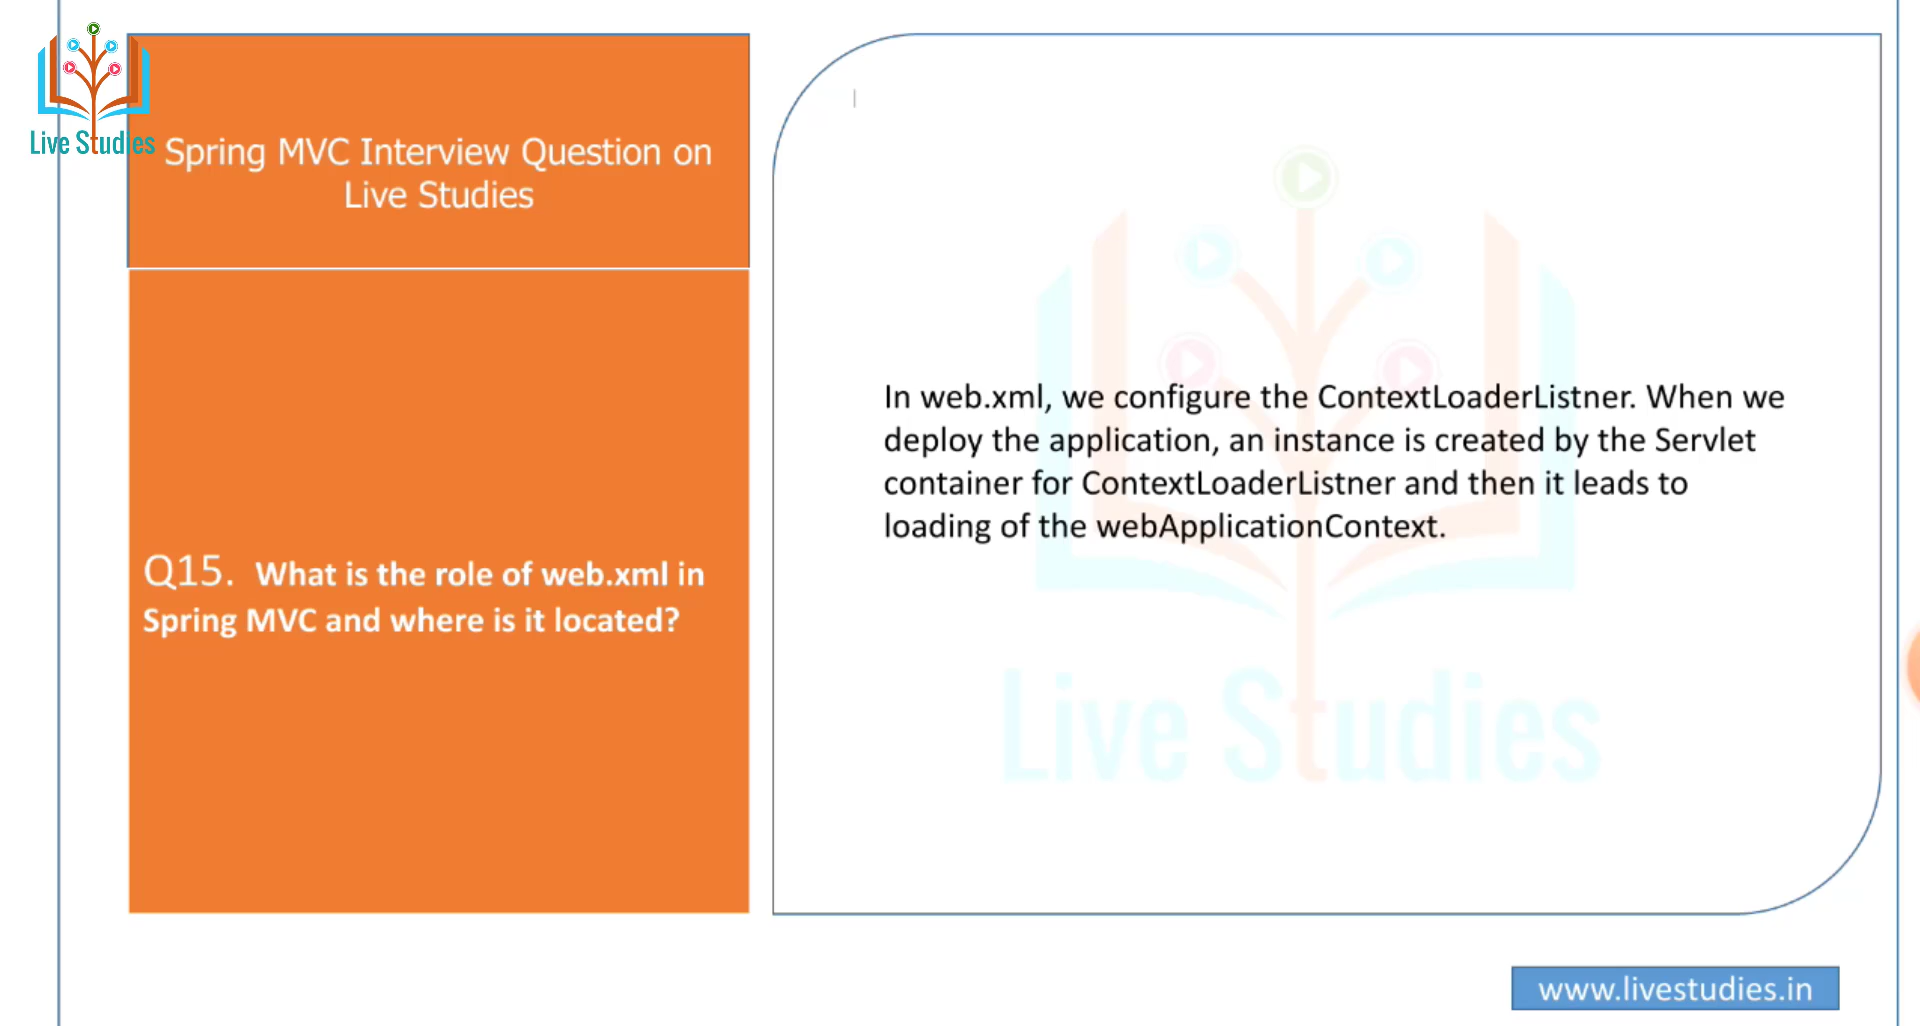 Live Studies
Spring MVC Interview Question on
Live Studies
Q15. What is the role of web.xml in
Spring MVC and where is it located?
In web.xml, we configure the ContextLoaderListner. When we
deploy the application, an instance is created by the Servlet
container for ContextLoaderListner and then it leads to
loading of the webApplicationContext.
Live Studies
www.livestudies.in